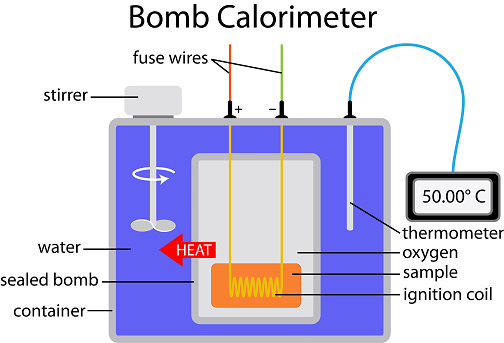 Bomb Calorimeter
fuse wires
stirrer
+
−
50.00° C
thermometer
water
HEAT
oxygen
sealed bomb
sample
ignition coil
container